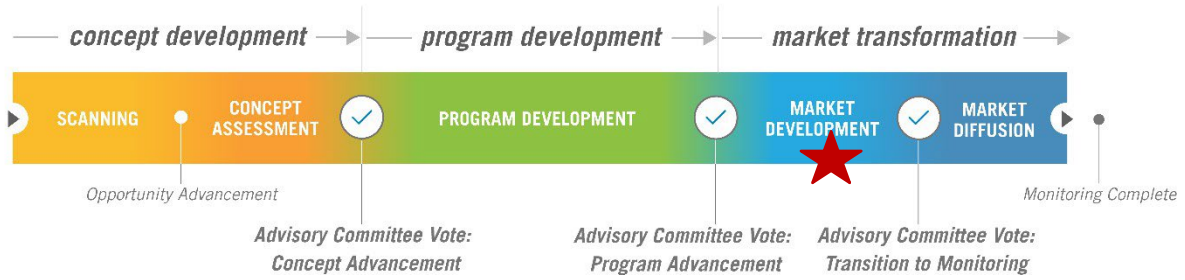 concept development
program development
market transformation
SCANNING
CONCEPT
ASSESSMENT
PROGRAM DEVELOPMENT
MARKET
DEVELOPMENT
MARKET
DIFFUSION
Opportunity Advancement
Monitoring Complete
Advisory Committee Vote:
Concept Advancement
Advisory Committee Vote:
Program Advancement
Advisory Committee Vote:
Transition to Monitoring